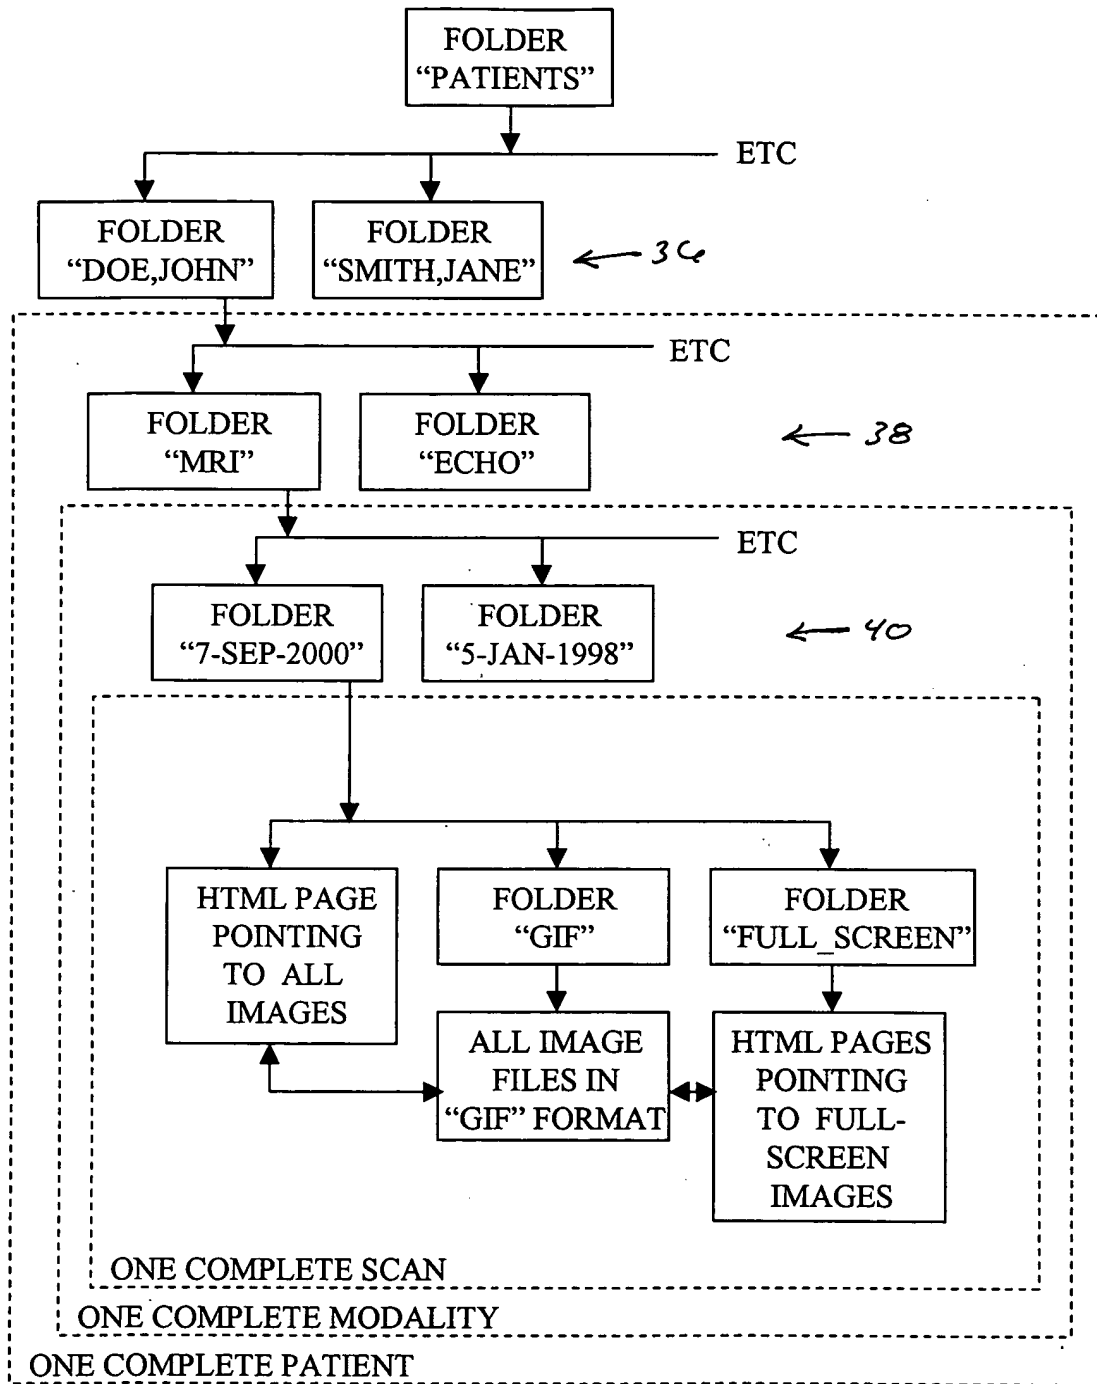 FOLDER
“PATIENTS”
ETC
FOLDER
“DOE,JOHN”
FOLDER
“SMITH,JANE”
36
ETC
FOLDER
“MRI”
FOLDER
“ECHO”
38
ETC
FOLDER
“7-SEP-2000”
FOLDER
“5-JAN-1998”
40
HTML PAGE
POINTING
TO ALL
IMAGES
FOLDER
“GIF”
FOLDER
“FULL_SCREEN”
ALL IMAGE
FILES IN
“GIF” FORMAT
HTML PAGES
POINTING
TO FULL-
SCREEN
IMAGES
ONE COMPLETE SCAN
ONE COMPLETE MODALITY
ONE COMPLETE PATIENT